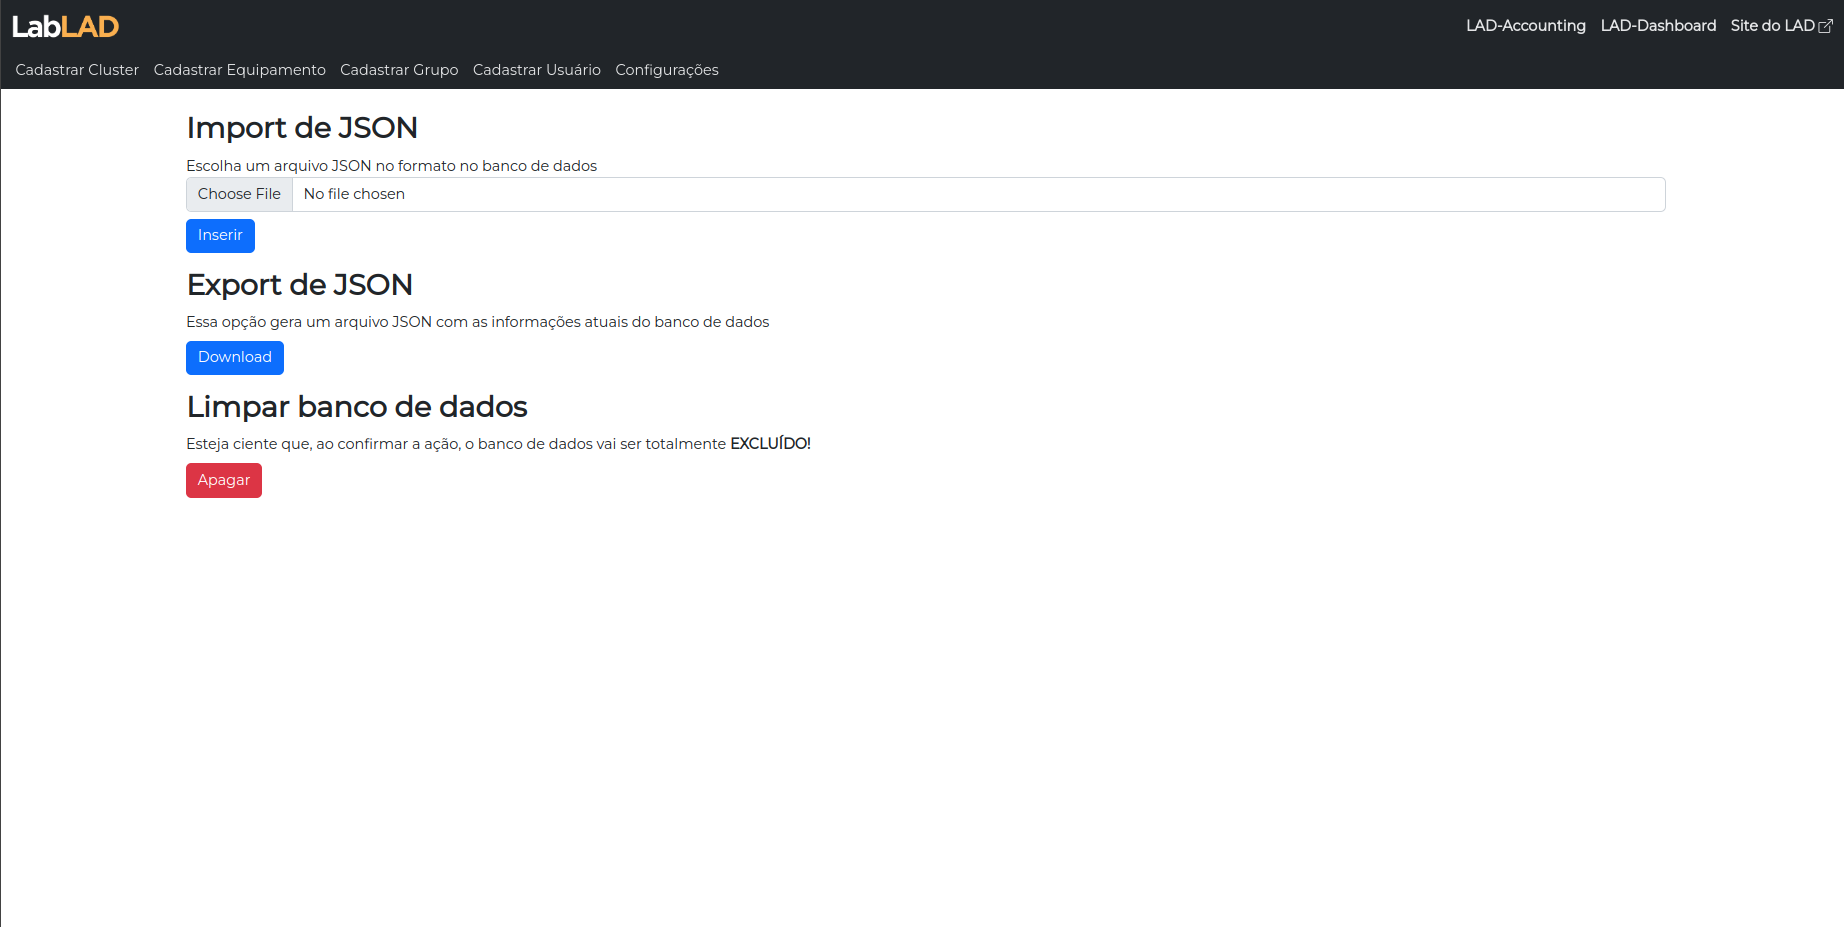 LabLAD
LAD-Accounting LAD-Dashboard Site do LAD
Cadastrar Cluster Cadastrar Equipamento Cadastrar Grupo Cadastrar Usuário Configurações
Import de JSON
Escolha um arquivo JSON no formato no banco de dados
Choose File No file chosen
Inserir
Export de JSON
Essa opção gera um arquivo JSON com as informações atuais do banco de dados
Download
Limpar banco de dados
Esteja ciente que, ao confirmar a ação, o banco de dados vai ser totalmente EXCLUÍDO!
Apagar